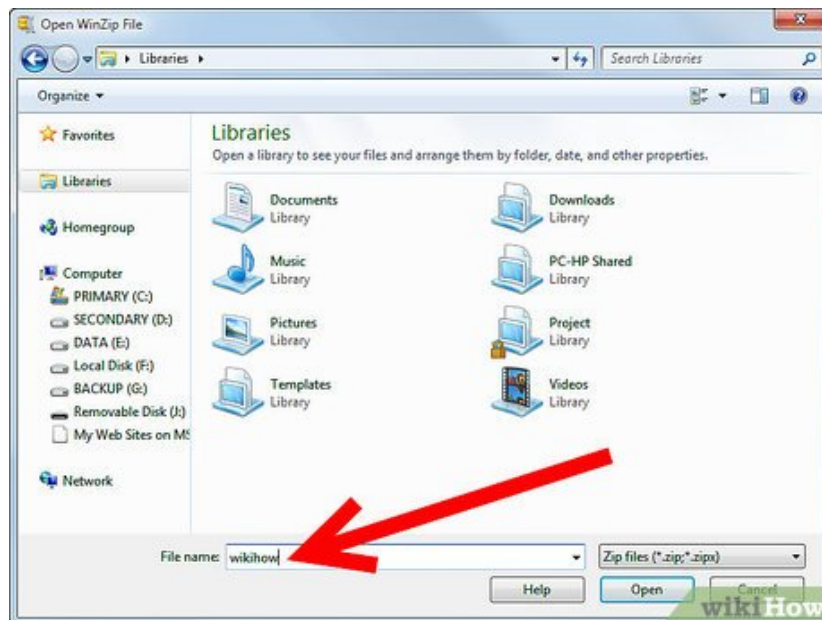 Open WinZip File
Libraries
Search Libraries
Organize
Favorites
Libraries
Homegroup
Computer
PRIMARY (C:)
SECONDARY (D:)
DATA (E:)
Local Disk (F:)
BACKUP (G:)
Removable Disk (J:)
My Web Sites on MS
Network
Libraries
Open a library to see your files and arrange them by folder, date, and other properties.
Documents
Library
Downloads
Library
Music
Library
PC-HP Shared
Library
Pictures
Library
Project
Library
Templates
Library
Videos
Library
File name: wikihow
Zip files (*.zip;*.zipx)
Help Open Cancel
wikiHow